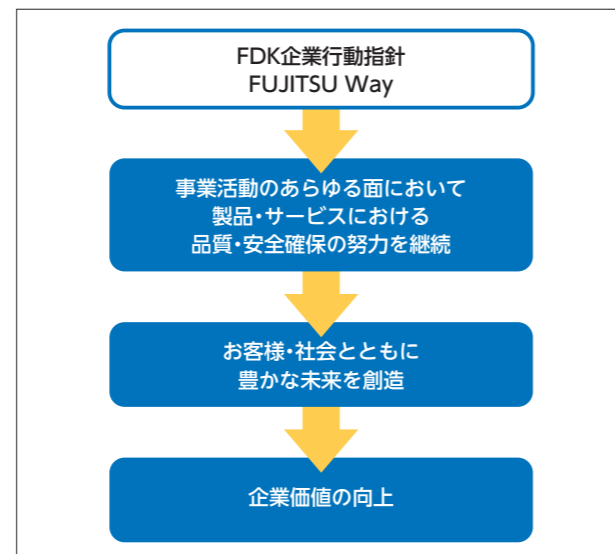 FDK企業行動指針
FUJITSU Way
事業活動のあらゆる面において
製品・サービスにおける
品質・安全確保の努力を継続
お客様・社会とともに
豊かな未来を創造
企業価値の向上